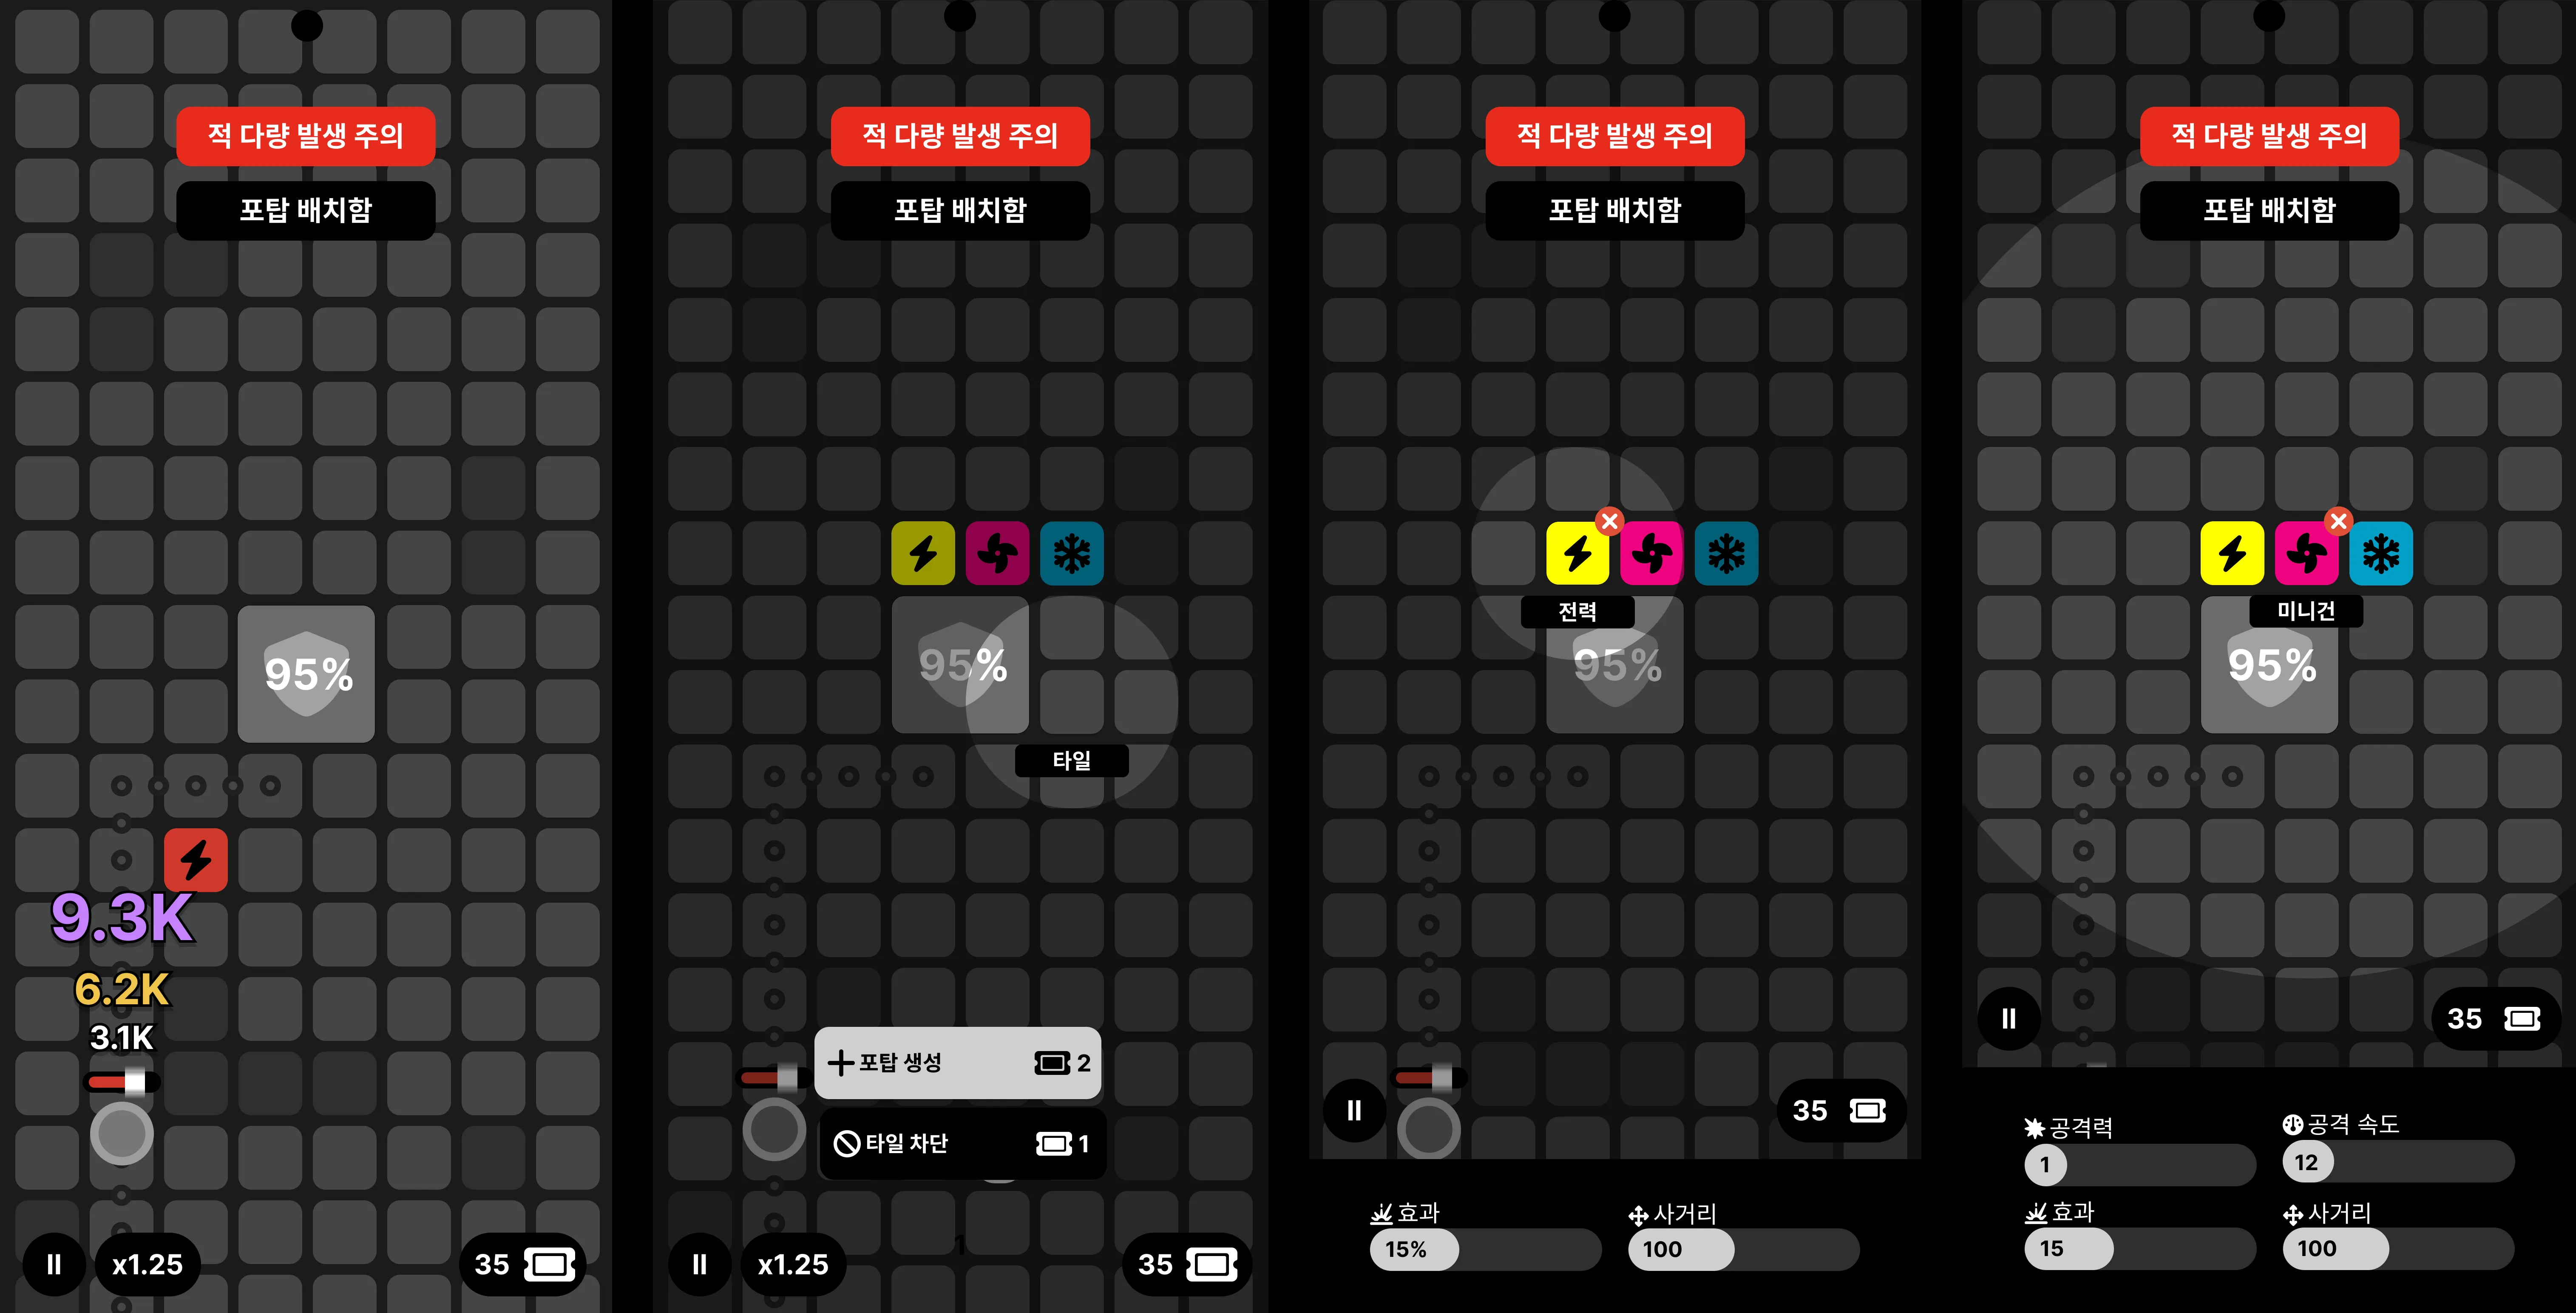 적 다량 발생 주의
포탑 배치함
95%
9.3K
6.2K
3.1K
x1.25
35
적 다량 발생 주의
포탑 배치함
95%
타일
포탑 생성 2
타일 차단 1
1
x1.25
35
적 다량 발생 주의
포탑 배치함
전력
95%
35
효과
15%
사거리
100
적 다량 발생 주의
포탑 배치함
미니건
95%
35
공격력
1
공격 속도
12
효과
15
사거리
100